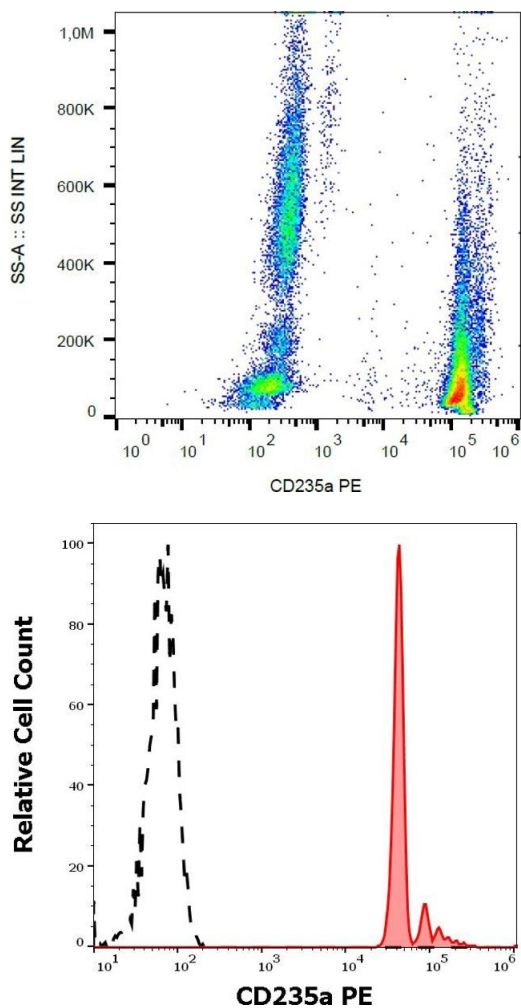 1,0M
800K
600K
400K
200K
0
SS-A :: SS INT LIN
10^0 10^1 10^2 10^3 10^4 10^5 10^6
CD235a PE
100
80
60
40
20
0
Relative Cell Count
10^1 10^2 10^3 10^4 10^5 10^6
CD235a PE